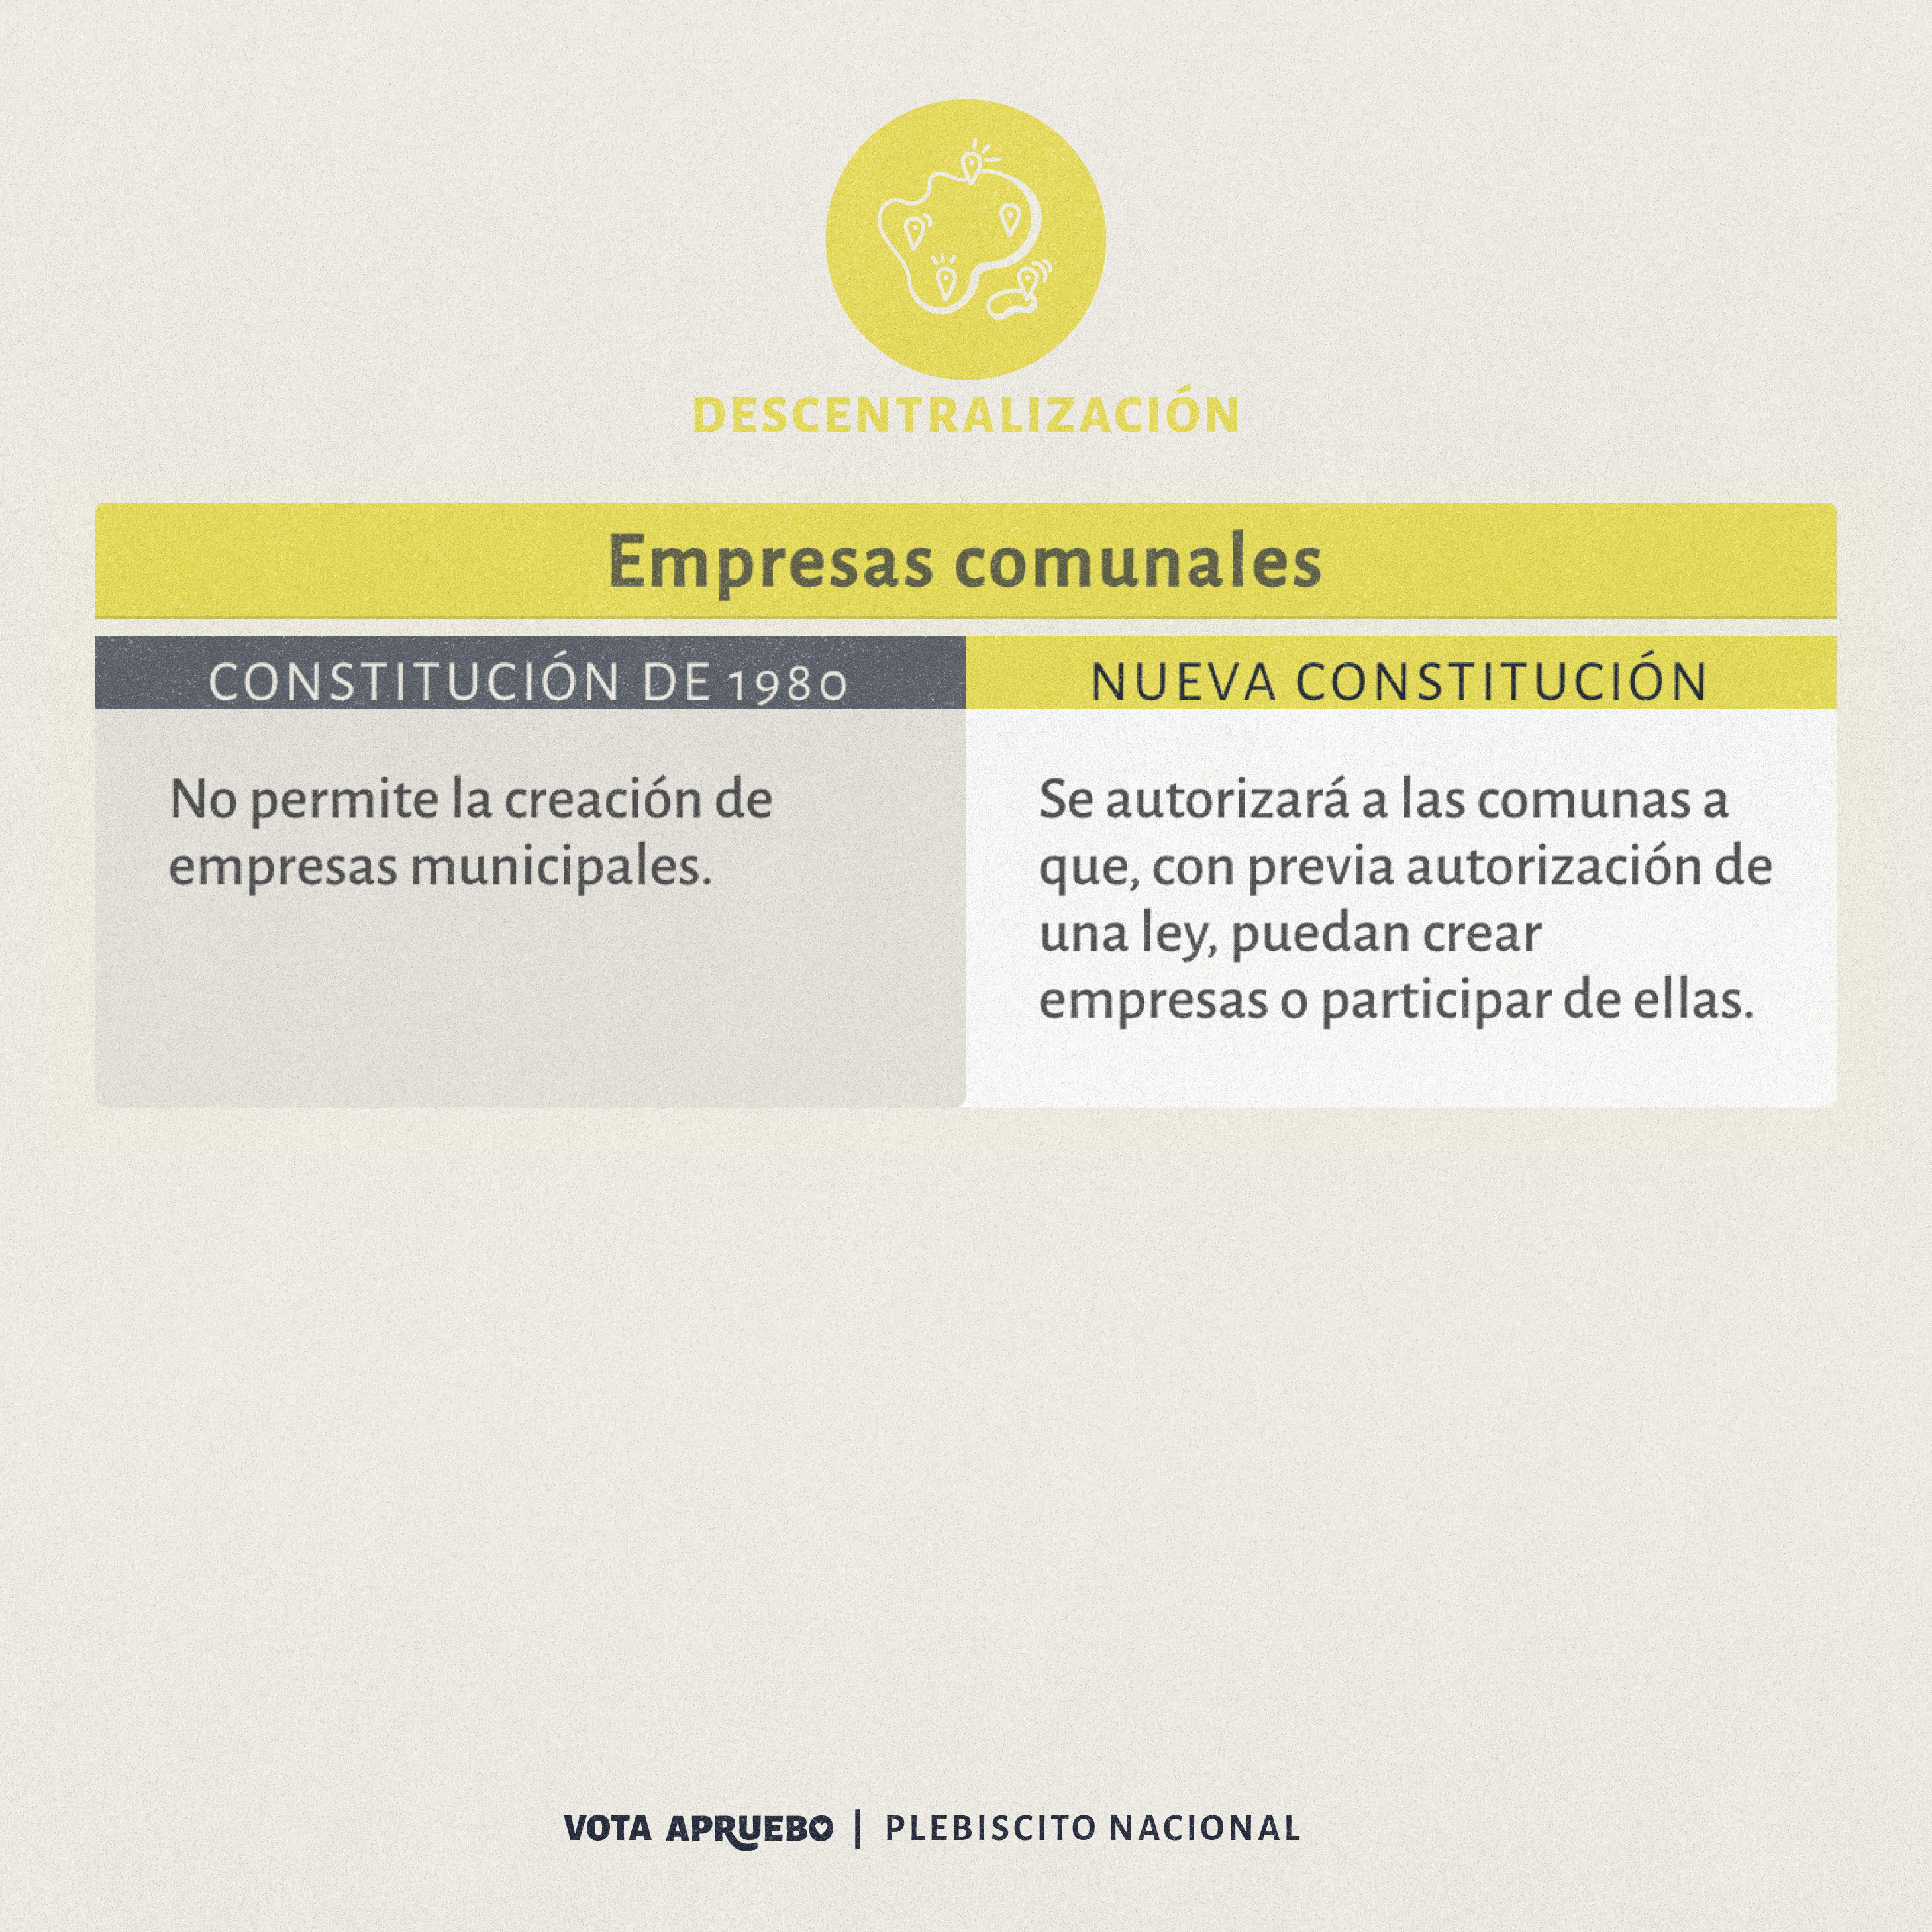 DESCENTRALIZACIÓN
Empresas comunales
CONSTITUCIÓN DE 1980
No permite la creación de
empresas municipales.
NUEVA CONSTITUCIÓN
Se autorizará a las comunas a
que, con previa autorización de
una ley, puedan crear
empresas o participar de ellas.
VOTA APRUEBO | PLEBISCITO NACIONAL